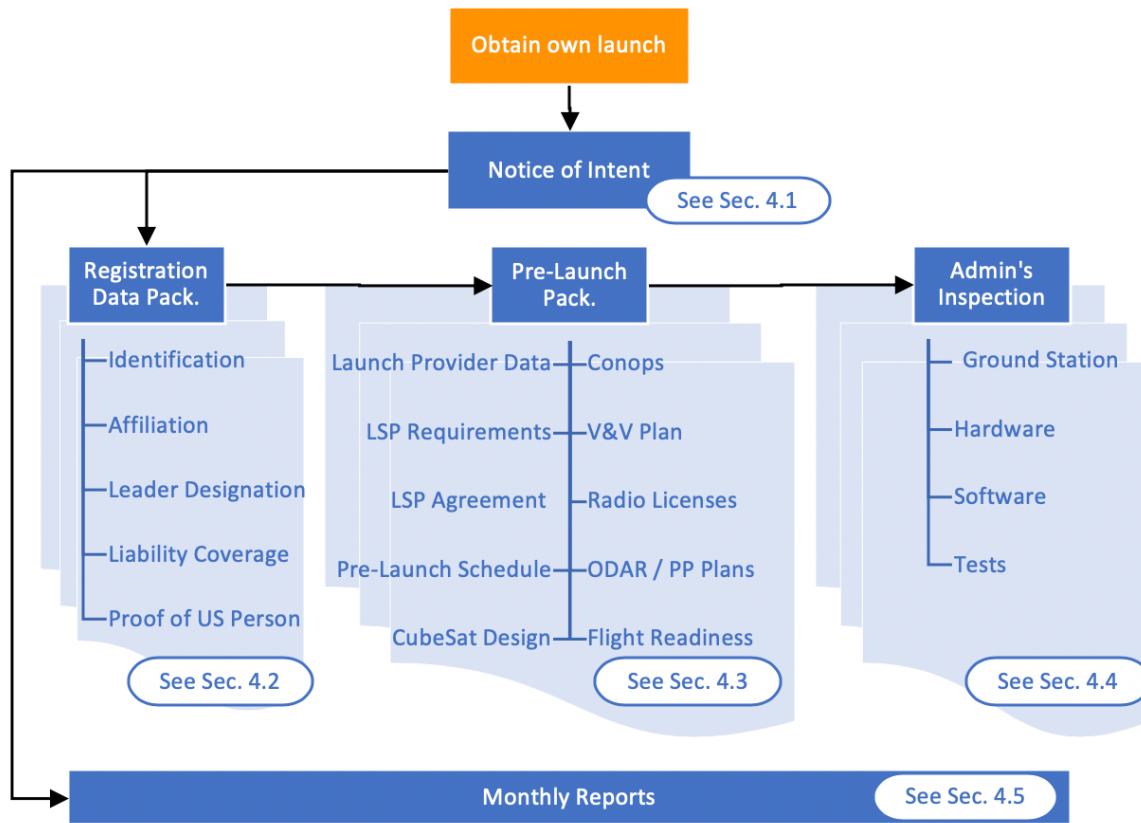 Obtain own launch
Notice of Intent
See Sec. 4.1
Registration
Data Pack.
Identification
Affiliation
Leader Designation
Liability Coverage
Proof of US Person
See Sec. 4.2
Pre-Launch
Pack.
Launch Provider Data
Conops
LSP Requirements
V&V Plan
LSP Agreement
Radio Licenses
Pre-Launch Schedule
ODAR / PP Plans
CubeSat Design
Flight Readiness
See Sec. 4.3
Admin's
Inspection
Ground Station
Hardware
Software
Tests
See Sec. 4.4
Monthly Reports
See Sec. 4.5